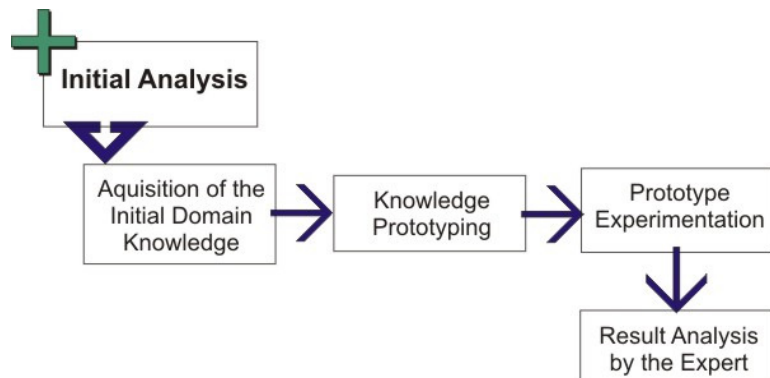 Initial Analysis
Aquisition of the
Initial Domain
Knowledge
Knowledge
Prototyping
Prototype
Experimentation
Result Analysis
by the Expert